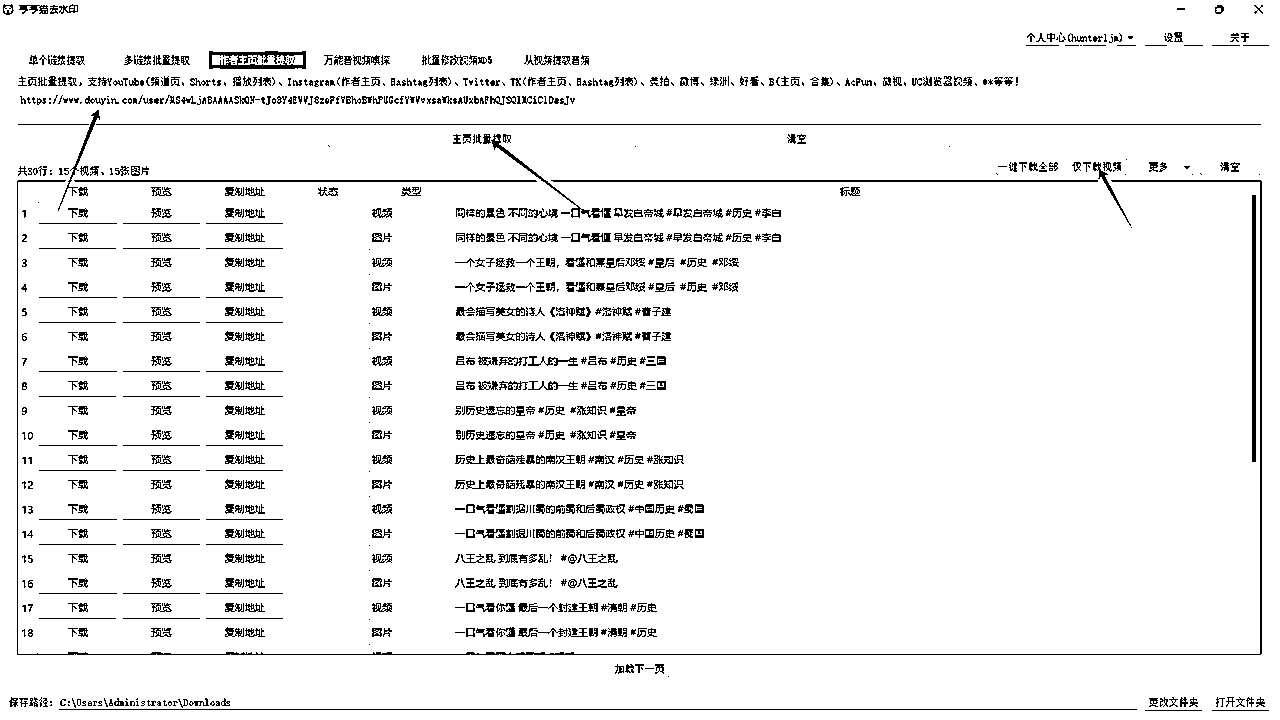 亨亨猫去水印
个人中心(hunterljm) 设置 关于
单个链接提取 多链接批量提取 作者主页批量提取 万能音视频嗅探 批量修改视频MD5 从视频提取音频
主页批量提取，支持YouTube(频道页、Shorts、播放列表)、Instagram(作者主页、Hashtag列表)、Twitter、TK(作者主页、Hashtag列表)、美拍、微博、绿洲、好看、B(主页、合集)、AcFun、微视、UC浏览器视频、**等等！
主页批量提取 清空
共30行：15个视频、15张图片
一键下载全部 仅下载视频 更多 清空
下载 预览 复制地址 状态 类型 标题
1 下载 预览 复制地址 视频 同样的景色 不同的心境 一口气看懂 早发白帝城 #早发白帝城 #历史 #李白
2 下载 预览 复制地址 图片 同样的景色 不同的心境 一口气看懂 早发白帝城 #早发白帝城 #历史 #李白
3 下载 预览 复制地址 视频 一个女子拯救一个王朝，看懂和熹皇后邓绥 #皇后 #历史 #邓绥
4 下载 预览 复制地址 图片 一个女子拯救一个王朝，看懂和熹皇后邓绥 #皇后 #历史 #邓绥
5 下载 预览 复制地址 视频 最会描写美女的诗人《洛神赋》#洛神赋 #曹子建
6 下载 预览 复制地址 图片 最会描写美女的诗人《洛神赋》#洛神赋 #曹子建
7 下载 预览 复制地址 视频 吕布 被嫌弃的打工人的一生 #吕布 #历史 #三国
8 下载 预览 复制地址 图片 吕布 被嫌弃的打工人的一生 #吕布 #历史 #三国
9 下载 预览 复制地址 视频 别历史遗忘的皇帝 #历史 #涨知识 #皇帝
10 下载 预览 复制地址 图片 别历史遗忘的皇帝 #历史 #涨知识 #皇帝
11 下载 预览 复制地址 视频 历史上最奇葩残暴的南汉王朝 #南汉 #历史 #涨知识
12 下载 预览 复制地址 图片 历史上最奇葩残暴的南汉王朝 #南汉 #历史 #涨知识
13 下载 预览 复制地址 视频 一口气看懂割据川蜀的前蜀和后蜀政权 #中国历史 #蜀国
14 下载 预览 复制地址 图片 一口气看懂割据川蜀的前蜀和后蜀政权 #中国历史 #蜀国
15 下载 预览 复制地址 视频 八王之乱 到底有多乱！ #@八王之乱
16 下载 预览 复制地址 图片 八王之乱 到底有多乱！ #@八王之乱
17 下载 预览 复制地址 视频 一口气看你懂 最后一个封建王朝 #清朝 #历史
18 下载 预览 复制地址 图片 一口气看你懂 最后一个封建王朝 #清朝 #历史
加载下一页
保存路径： C:\Users\Administrator\Downloads 更改文件夹 打开文件夹